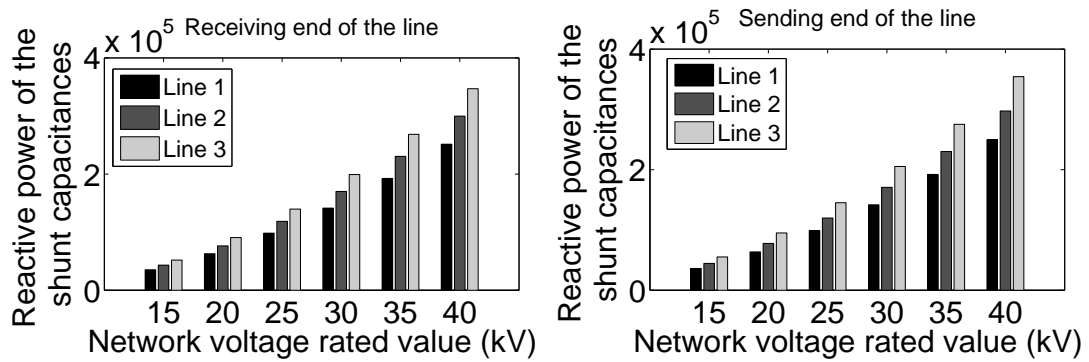 x 10^5 Receiving end of the line
Reactive power of the
shunt capacitances
4
2
0
Line 1
Line 2
Line 3
15 20 25 30 35 40
Network voltage rated value (kV)
x 10^5 Sending end of the line
Reactive power of the
shunt capacitances
4
2
0
Line 1
Line 2
Line 3
15 20 25 30 35 40
Network voltage rated value (kV)